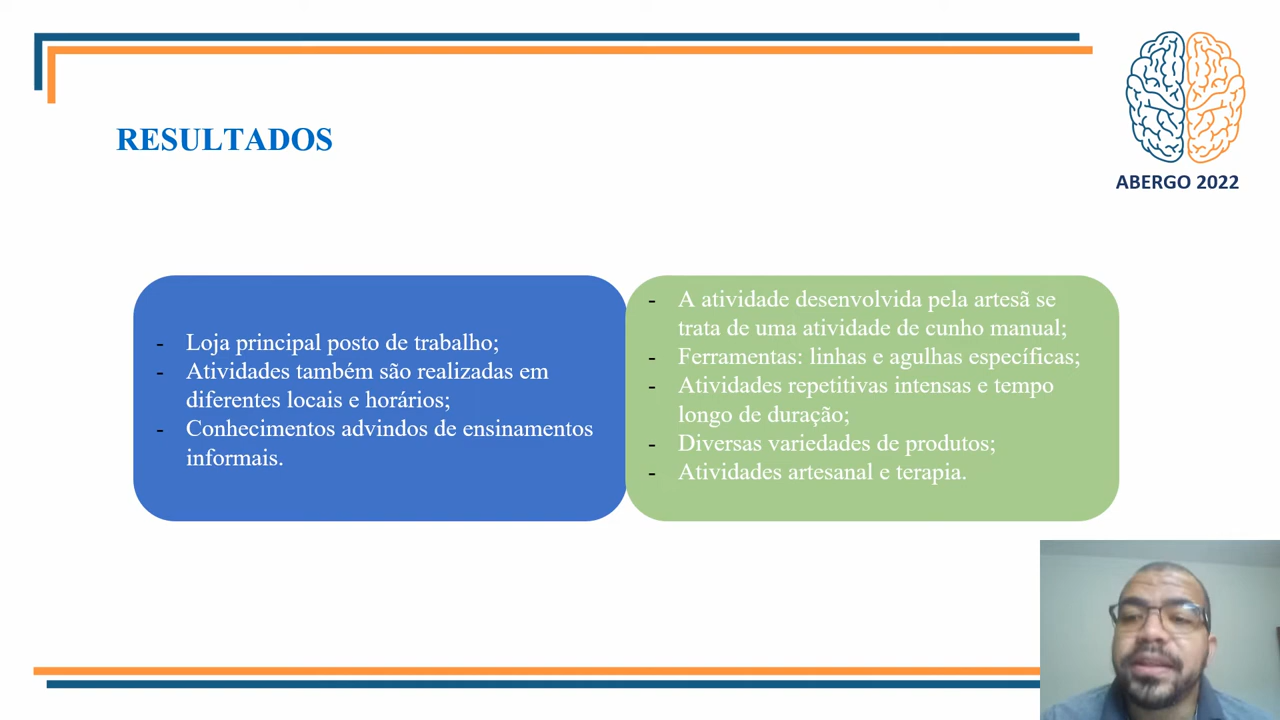 RESULTADOS
ABERGO 2022
- Loja principal posto de trabalho;
- Atividades também são realizadas em
diferentes locais e horários;
- Conhecimentos advindos de ensinamentos
informais.
- A atividade desenvolvida pela artesã se
trata de uma atividade de cunho manual;
- Ferramentas: linhas e agulhas específicas;
- Atividades repetitivas intensas e tempo
longo de duração;
- Diversas variedades de produtos;
- Atividades artesanal e terapia.